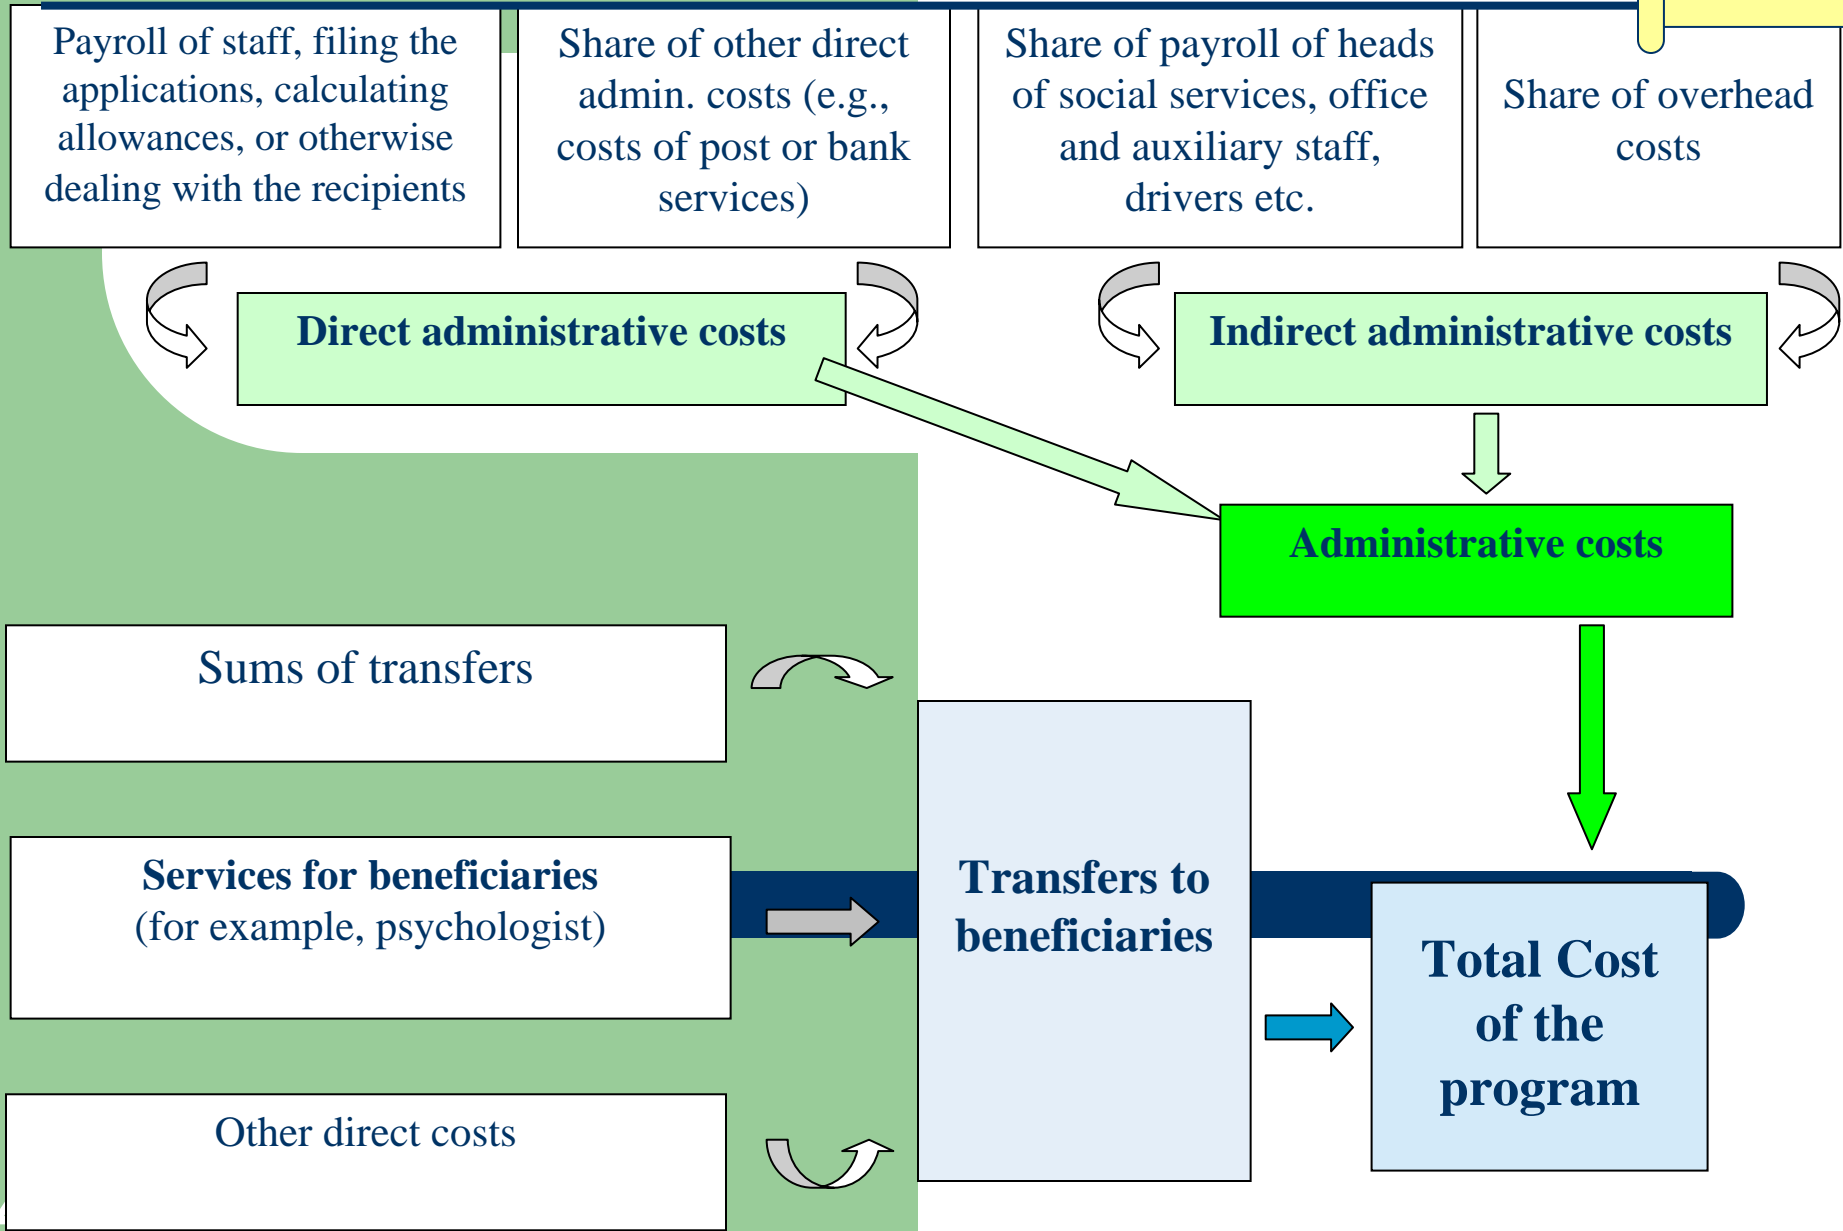 Payroll of staff, filing the
applications, calculating
allowances, or otherwise
dealing with the recipients
Share of other direct
admin. costs (e.g.,
costs of post or bank
services)
Share of payroll of heads
of social services, office
and auxiliary staff,
drivers etc.
Share of overhead
costs
Direct administrative costs
Indirect administrative costs
Administrative costs
Sums of transfers
Services for beneficiaries
(for example, psychologist)
Other direct costs
Transfers to
beneficiaries
Total Cost
of the
program